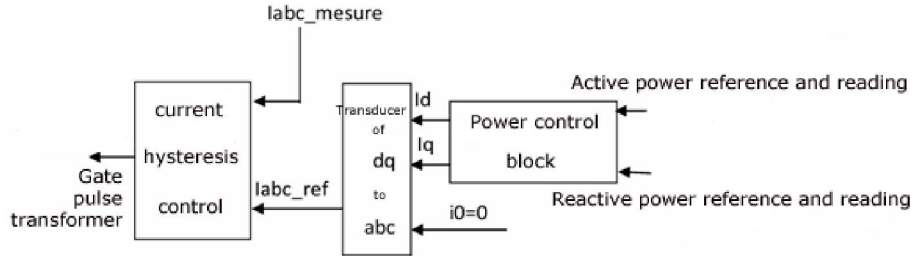 Iabc_mesure
Active power reference and reading
current
hysteresis
control
Transducer
of
dq
to
abc
Id
Iq
Power control
block
Gate
pulse
transformer
Iabc_ref
Reactive power reference and reading
i0=0